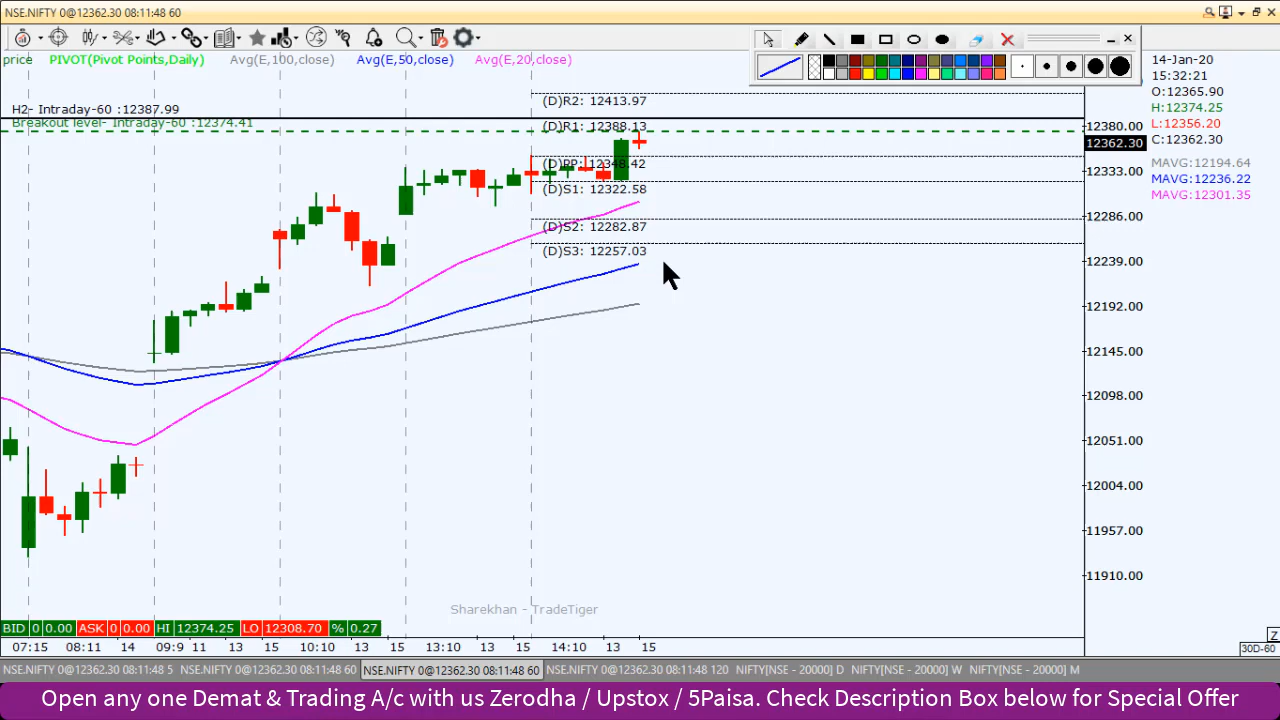 NSE.NIFTY 0@12362.30 08:11:48 60
price PIVOT(Pivot Points,Daily) Avg(E,100,close) Avg(E,50,close) Avg(E,20,close)
14-Jan-20
15:32:21
O:12365.90
H:12374.25
L:12356.20
C:12362.30
MAVG:12194.64
MAVG:12236.22
MAVG:12301.35
H2- Intraday-60 :12387.99
Breakout level- Intraday-60 :12374.41
(D)R2: 12413.97
(D)R1: 12388.13
(D)PP: 12348.42
(D)S1: 12322.58
(D)S2: 12282.87
(D)S3: 12257.03
12380.00
12362.30
12333.00
12286.00
12239.00
12192.00
12145.00
12098.00
12051.00
12004.00
11957.00
11910.00
Sharekhan - TradeTiger
BID 0 0.00 ASK 0 0.00 HI 12374.25 LO 12308.70 % 0.27
07:15 08:11 14 09:9 11 13 15 10:10 13 15 13:10 13 15 14:10 13 15
Z
30D-60
NSE.NIFTY 0@12362.30 08:11:48 5 NSE.NIFTY 0@12362.30 08:11:48 60 NSE.NIFTY 0@12362.30 08:11:48 60 NSE.NIFTY 0@12362.30 08:11:48 120 NIFTY[NSE - 20000] D NIFTY[NSE - 20000] W NIFTY[NSE - 20000] M
Open any one Demat & Trading A/c with us Zerodha / Upstox / 5Paisa. Check Description Box below for Special Offer